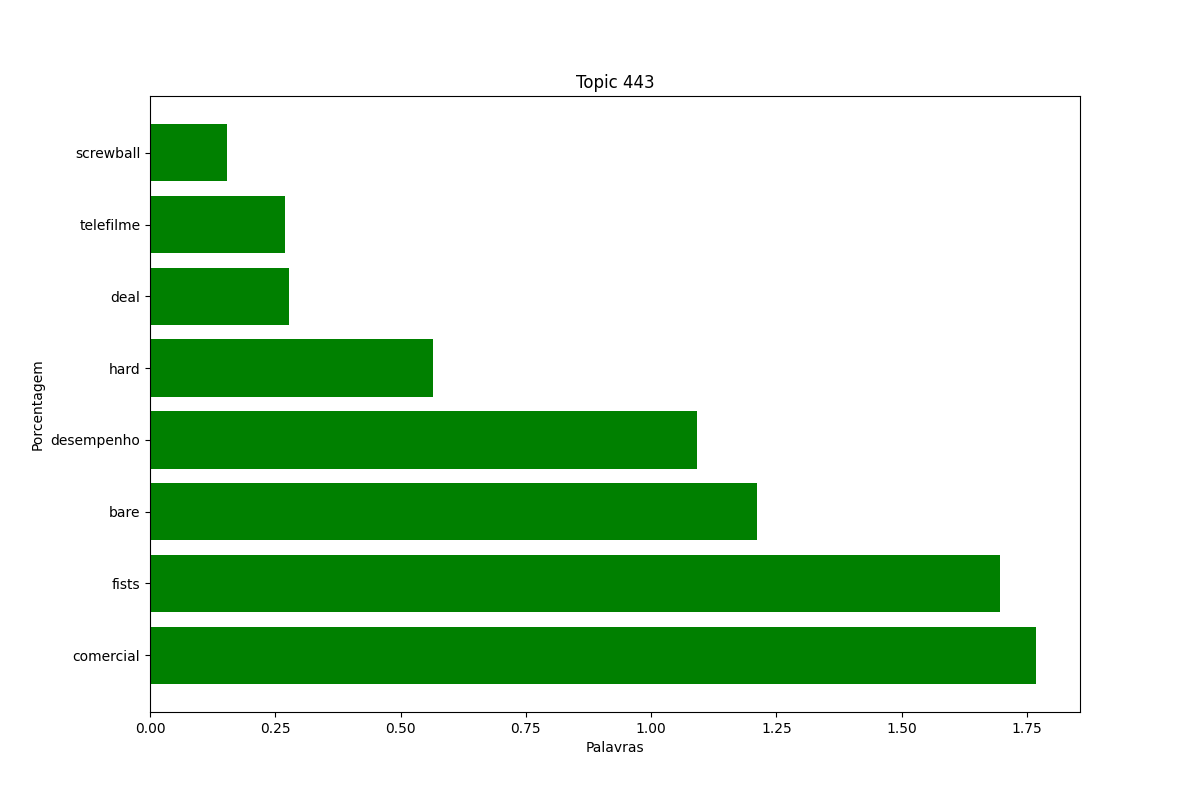 Topic 443
screwball
telefilme
deal
hard
desempenho
bare
fists
comercial
Porcentagem
0.00 0.25 0.50 0.75 1.00 1.25 1.50 1.75
Palavras